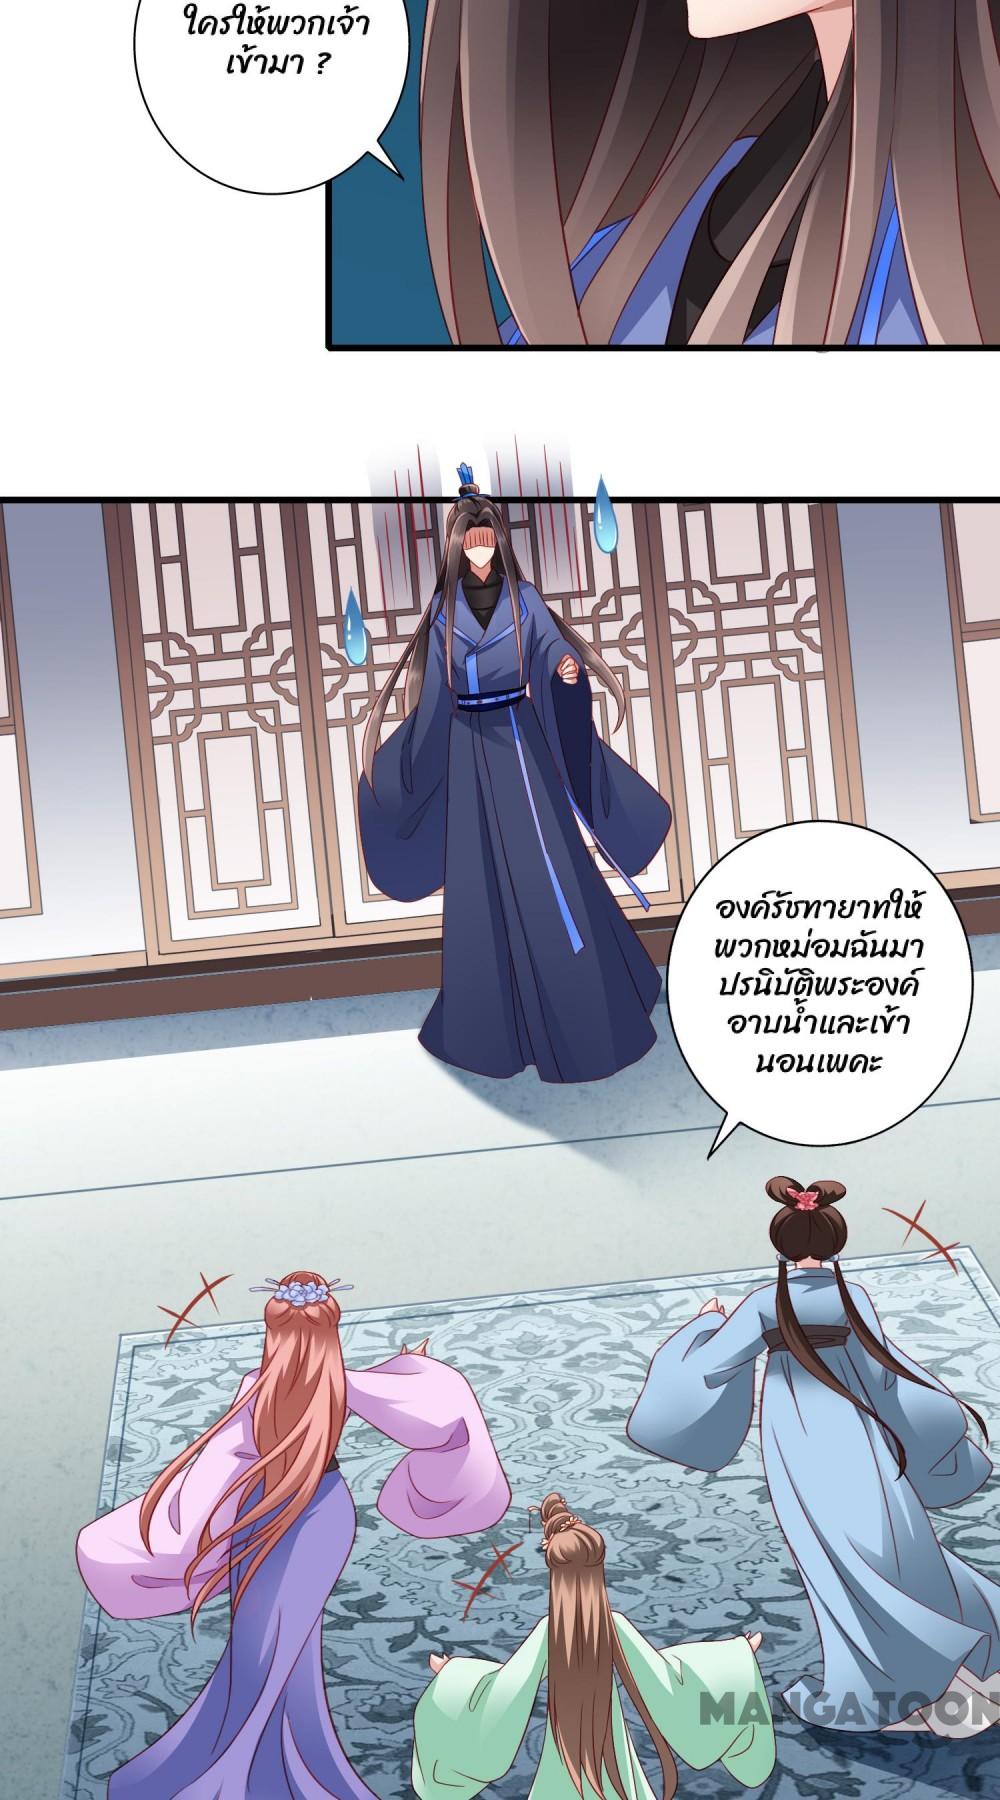 ใครให้พวกเจ้า
เข้ามา ?
องค์รัชทายาทให้
พวกหม่อมฉันมา
ปรนิบัติพระองค์
อาบน้ำและเข้า
นอนเพคะ
MANGATOON